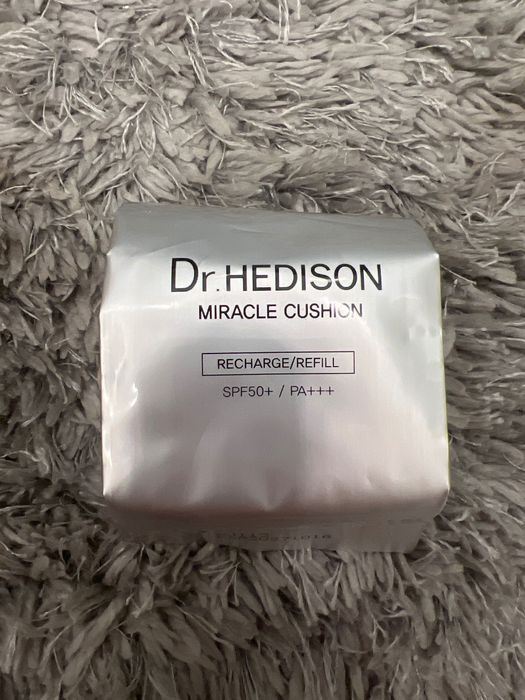 Dr.HEDISON
MIRACLE CUSHION
RECHARGE/REFILL
SPF50+ / PA+++